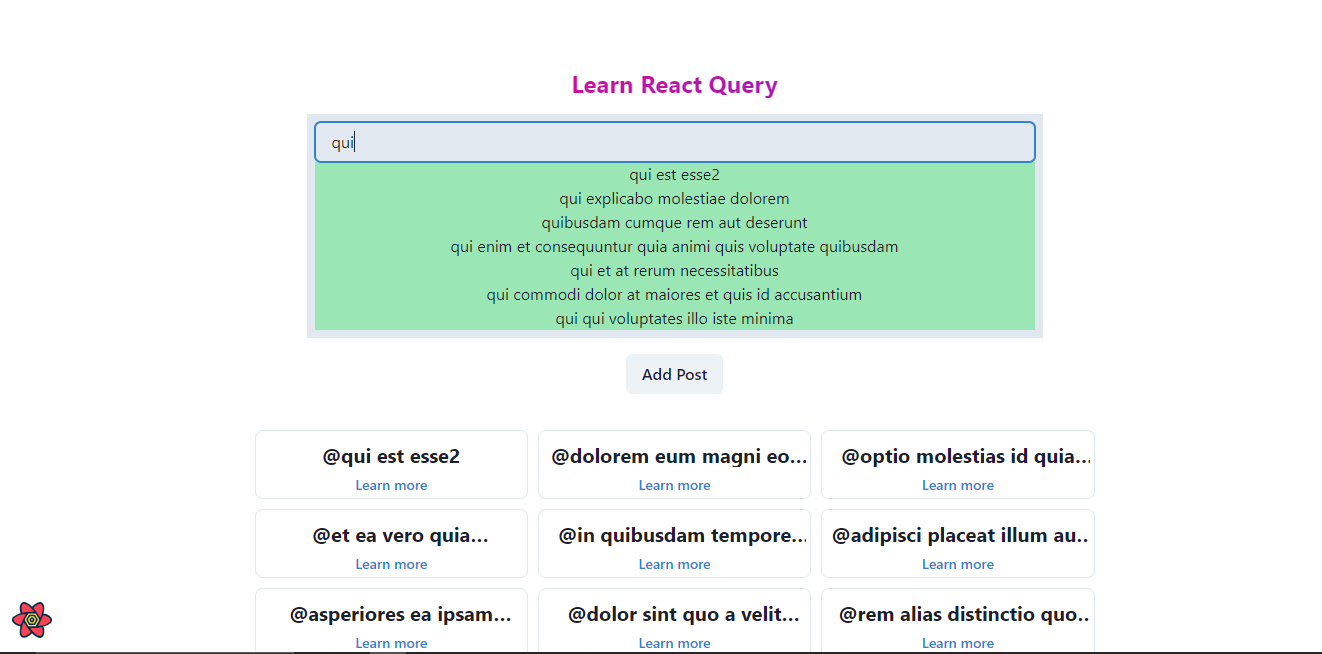 Learn React Query
qui
qui est esse2
qui explicabo molestiae dolorem
quibusdam cumque rem aut deserunt
qui enim et consequuntur quia animi quis voluptate quibusdam
qui et at rerum necessitatibus
qui commodi dolor at maiores et quis id accusantium
qui qui voluptates illo iste minima
Add Post
@qui est esse2
Learn more
@dolorem eum magni eo...
Learn more
@optio molestias id quia...
Learn more
@et ea vero quia...
Learn more
@in quibusdam tempore...
Learn more
@adipisci placeat illum au..
Learn more
@asperiores ea ipsam...
Learn more
@dolor sint quo a velit...
Learn more
@rem alias distinctio quo..
Learn more